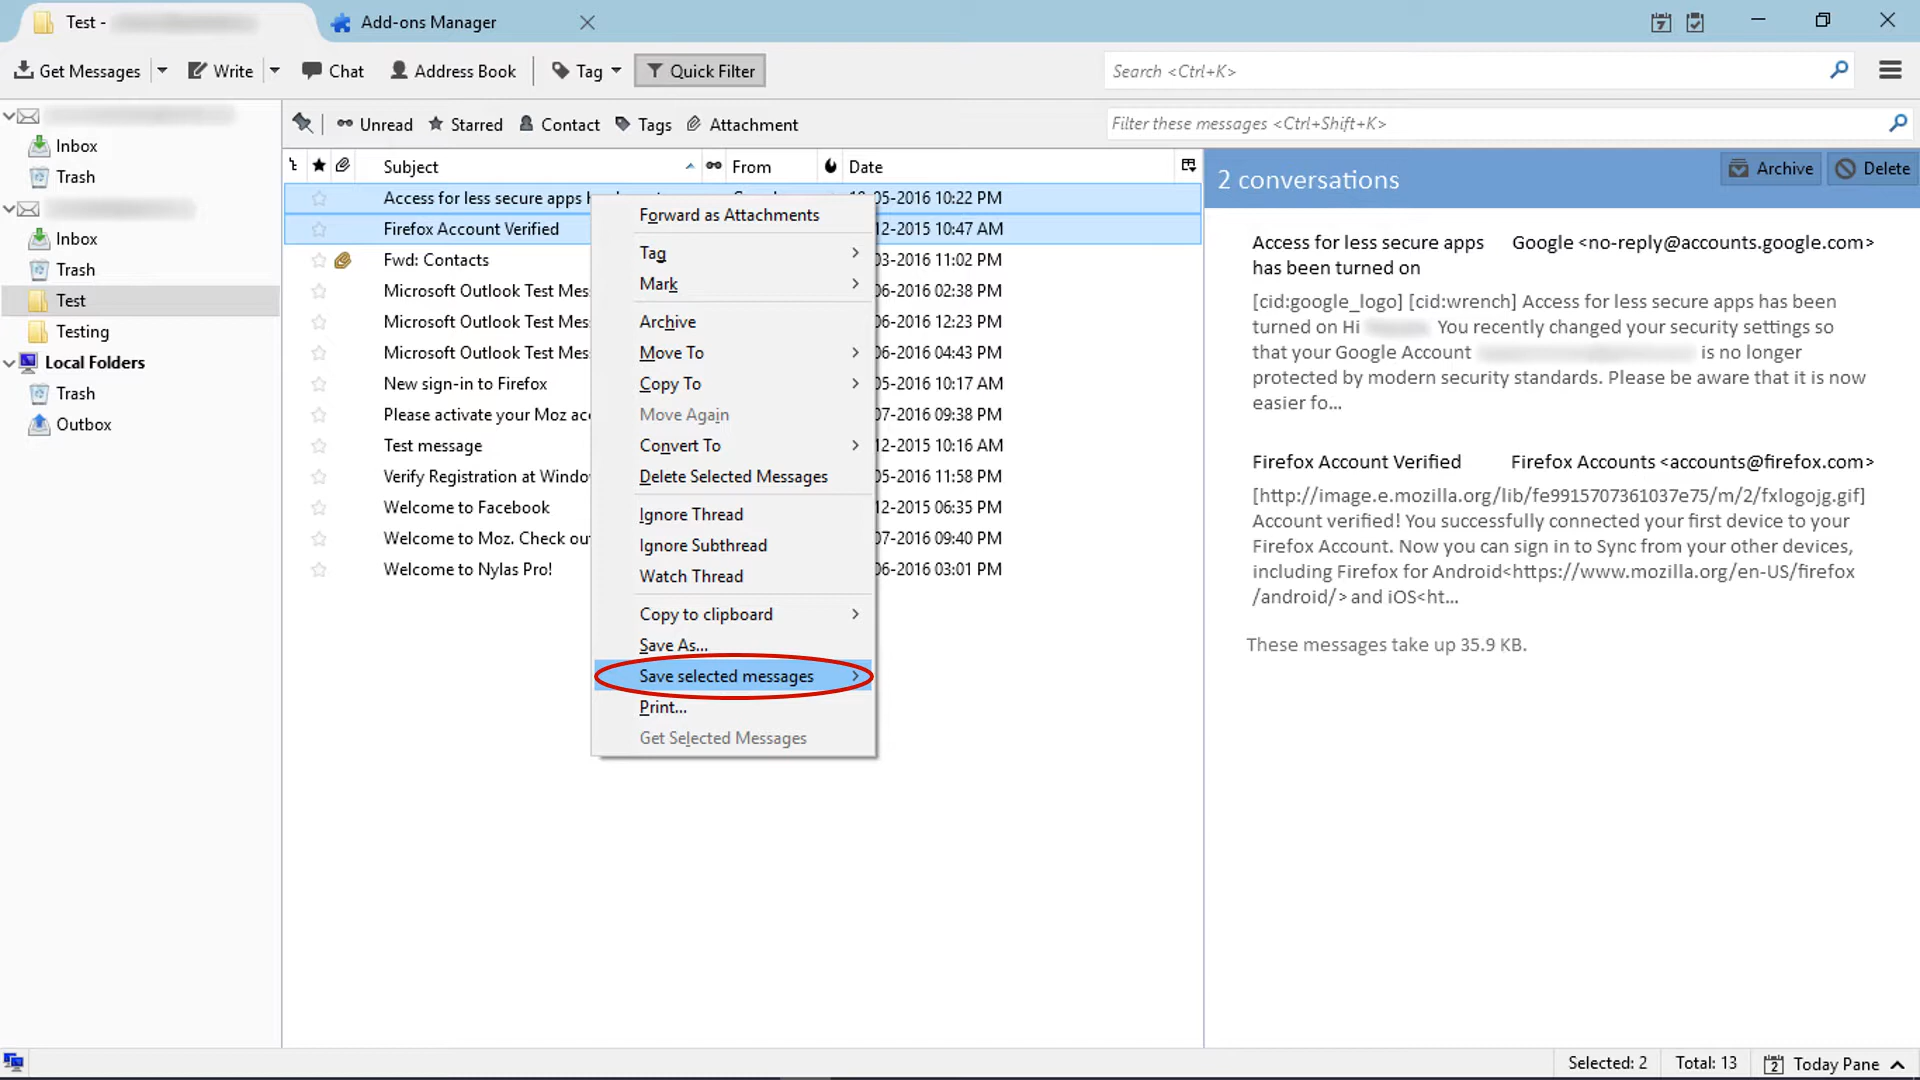 Test -
Add-ons Manager
Get Messages
Write
Chat
Address Book
Tag
Quick Filter
Search <Ctrl+K>
Unread
Starred
Contact
Tags
Attachment
Filter these messages <Ctrl+Shift+K>
Inbox
Trash
Inbox
Trash
Test
Testing
Local Folders
Trash
Outbox
Subject From Date
Access for less secure apps 05-2016 10:22 PM
Firefox Account Verified 12-2015 10:47 AM
Fwd: Contacts 03-2016 11:02 PM
Microsoft Outlook Test Mes 06-2016 02:38 PM
Microsoft Outlook Test Mes 06-2016 12:23 PM
Microsoft Outlook Test Mes 06-2016 04:43 PM
New sign-in to Firefox 05-2016 10:17 AM
Please activate your Moz acc 07-2016 09:38 PM
Test message 12-2015 10:16 AM
Verify Registration at Windo 05-2016 11:58 PM
Welcome to Facebook 12-2015 06:35 PM
Welcome to Moz. Check ou 07-2016 09:40 PM
Welcome to Nylas Pro! 06-2016 03:01 PM
Forward as Attachments
Tag
Mark
Archive
Move To
Copy To
Move Again
Convert To
Delete Selected Messages
Ignore Thread
Ignore Subthread
Watch Thread
Copy to clipboard
Save As...
Save selected messages
Print...
Get Selected Messages
2 conversations
Archive
Delete
Access for less secure apps Google <no-reply@accounts.google.com>
has been turned on
[cid:google_logo] [cid:wrench] Access for less secure apps has been
turned on Hi You recently changed your security settings so
that your Google Account is no longer
protected by modern security standards. Please be aware that it is now
easier fo...
Firefox Account Verified Firefox Accounts <accounts@firefox.com>
[http://image.e.mozilla.org/lib/fe9915707361037e75/m/2/fxlogojg.gif]
Account verified! You successfully connected your first device to your
Firefox Account. Now you can sign in to Sync from your other devices,
including Firefox for Android<https://www.mozilla.org/en-US/firefox
/android/> and iOS<ht...
These messages take up 35.9 KB.
Selected: 2
Total: 13
Today Pane